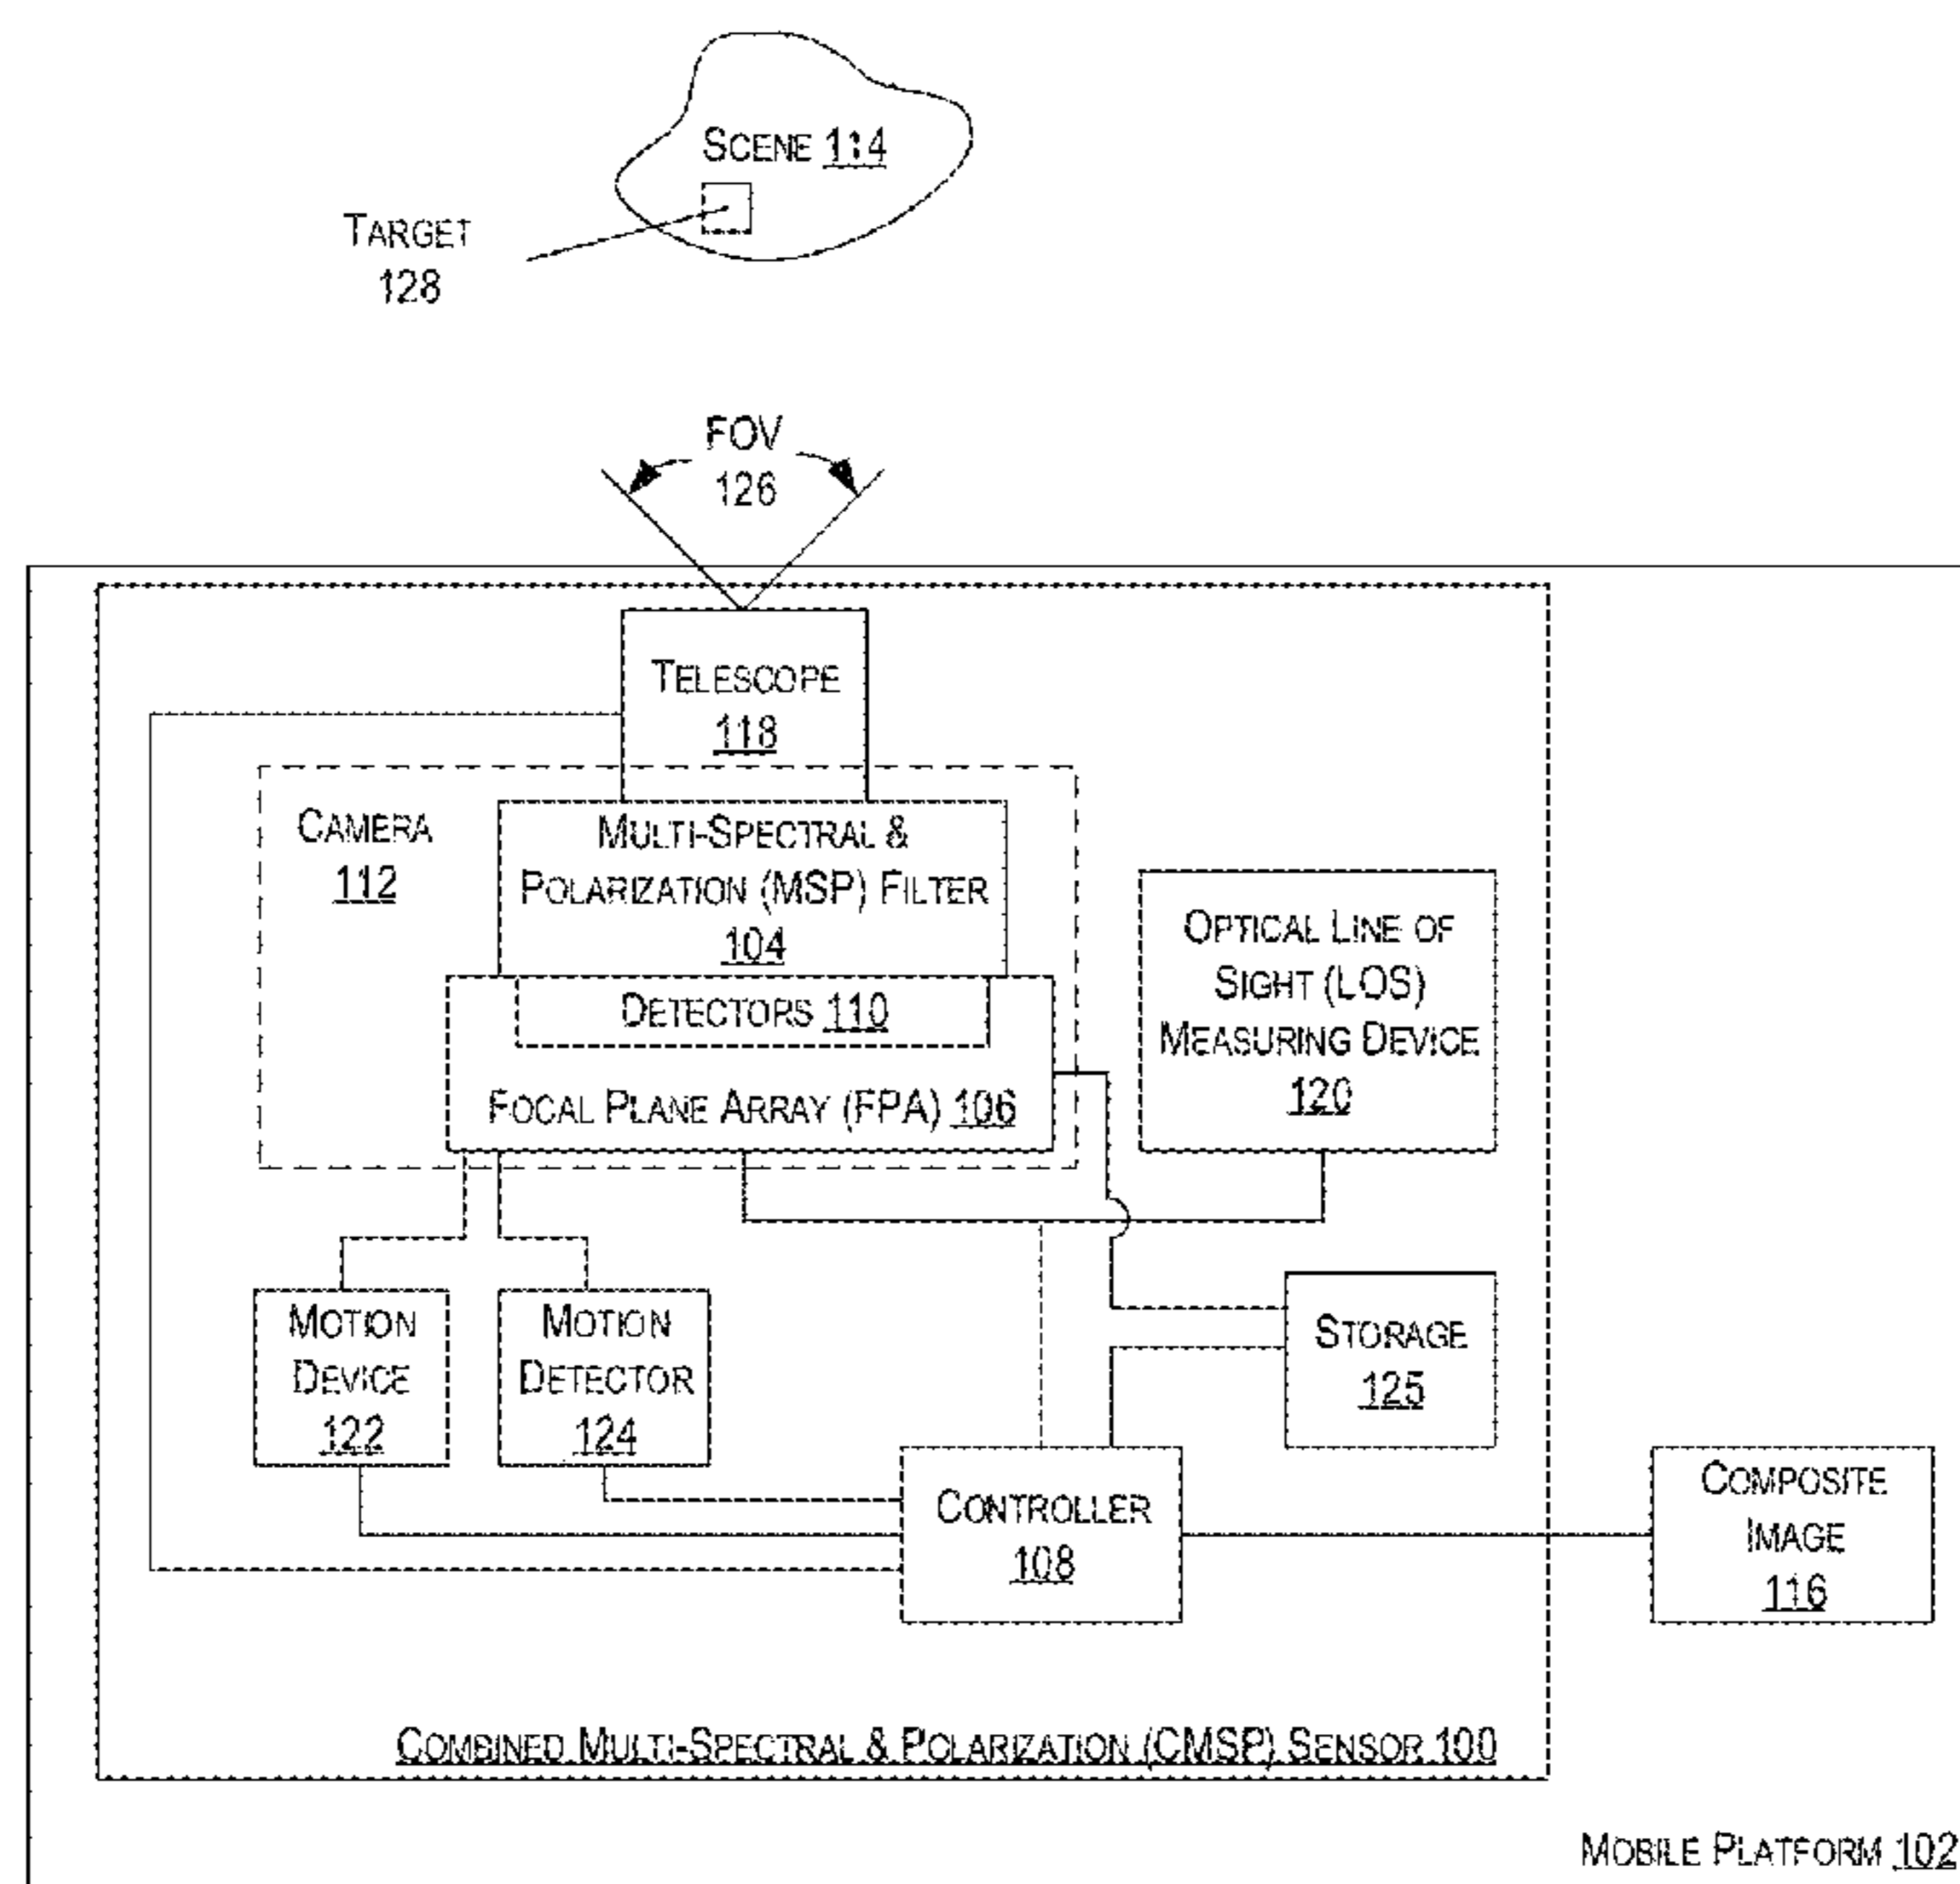 SCENE 114
TARGET
128
FOV
126
TELESCOPE
118
CAMERA
112
MULTI-SPECTRAL &
POLARIZATION (MSP) FILTER
104
DETECTORS 110
FOCAL PLANE ARRAY (FPA) 106
OPTICAL LINE OF
SIGHT (LOS)
MEASURING DEVICE
120
MOTION
DEVICE
122
MOTION
DETECTOR
124
STORAGE
125
CONTROLLER
108
COMPOSITE
IMAGE
116
COMBINED MULTI-SPECTRAL & POLARIZATION (CMSP) SENSOR 100
MOBILE PLATFORM 102